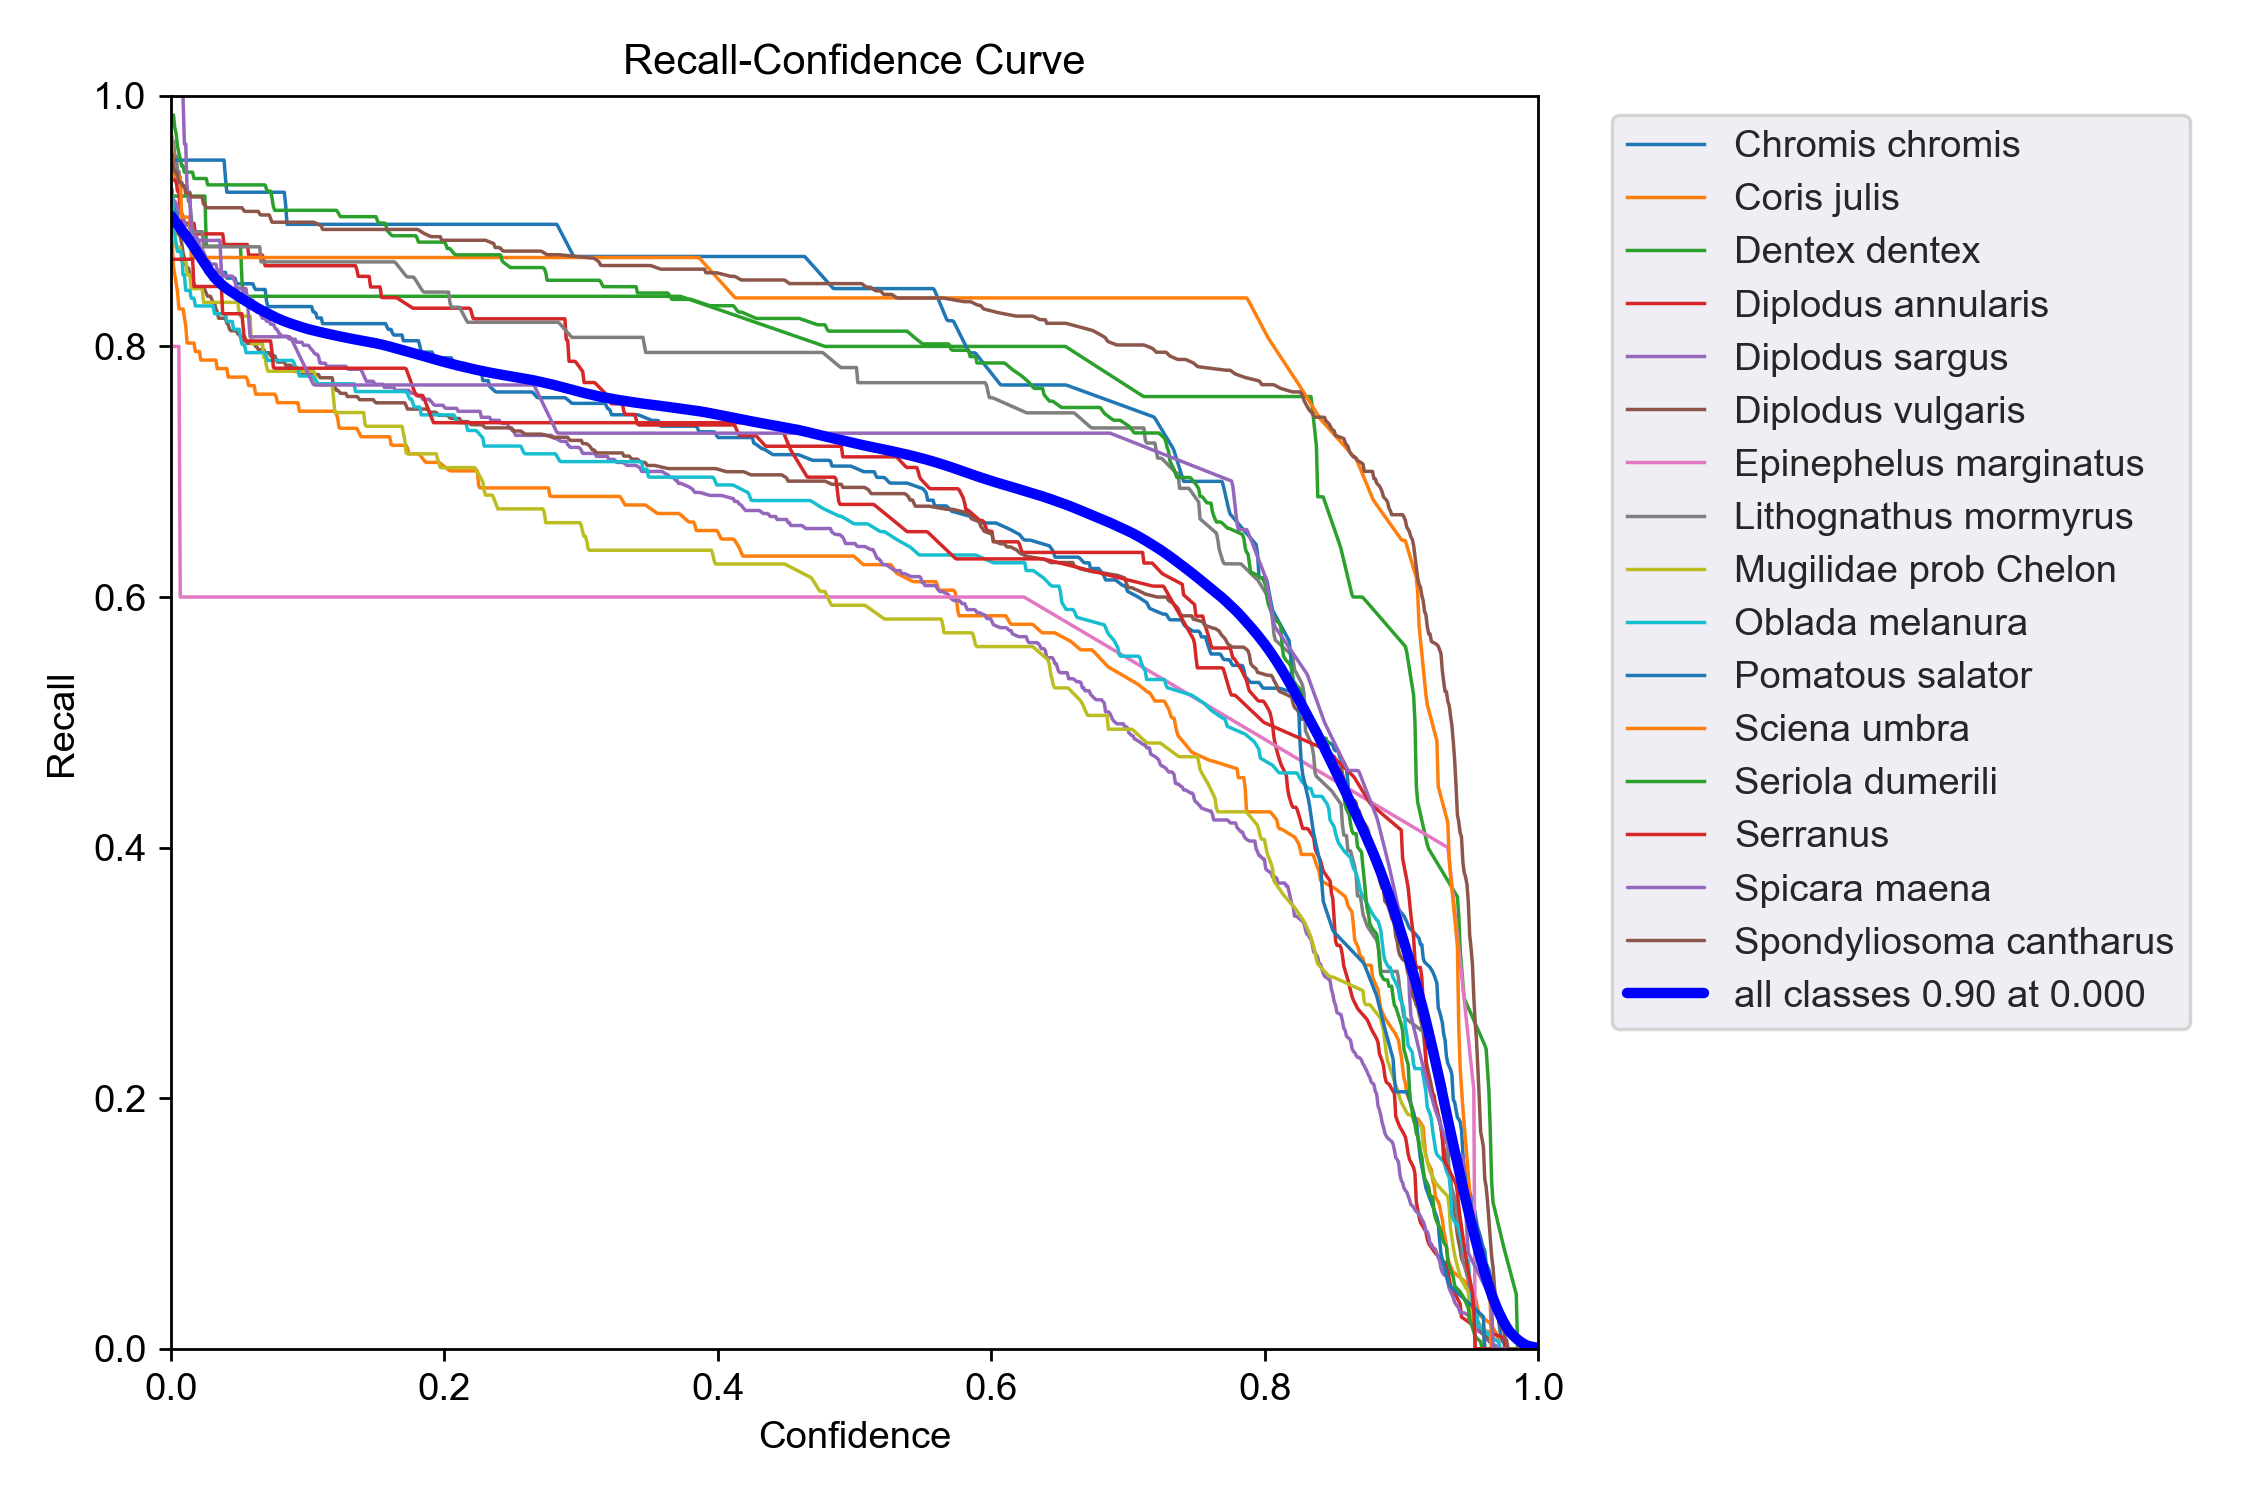 Recall-Confidence Curve
1.0
0.8
0.6
0.4
0.2
0.0
Recall
0.0 0.2 0.4 0.6 0.8 1.0
Confidence
Chromis chromis
Coris julis
Dentex dentex
Diplodus annularis
Diplodus sargus
Diplodus vulgaris
Epinephelus marginatus
Lithognathus mormyrus
Mugilidae prob Chelon
Oblada melanura
Pomatous salator
Sciena umbra
Seriola dumerili
Serranus
Spicara maena
Spondyliosoma cantharus
all classes 0.90 at 0.000